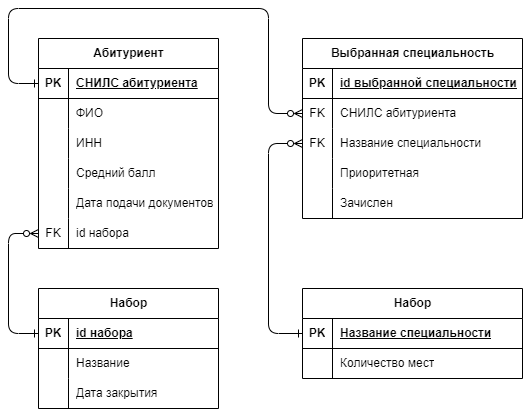 Абитуриент
PK СНИЛС абитуриента
ФИО
ИНН
Средний балл
Дата подачи документов
FK id набора
Выбранная специальность
PK id выбранной специальности
FK СНИЛС абитуриента
FK Название специальности
Приоритетная
Зачислен
Набор
PK id набора
Название
Дата закрытия
Набор
PK Название специальности
Количество мест